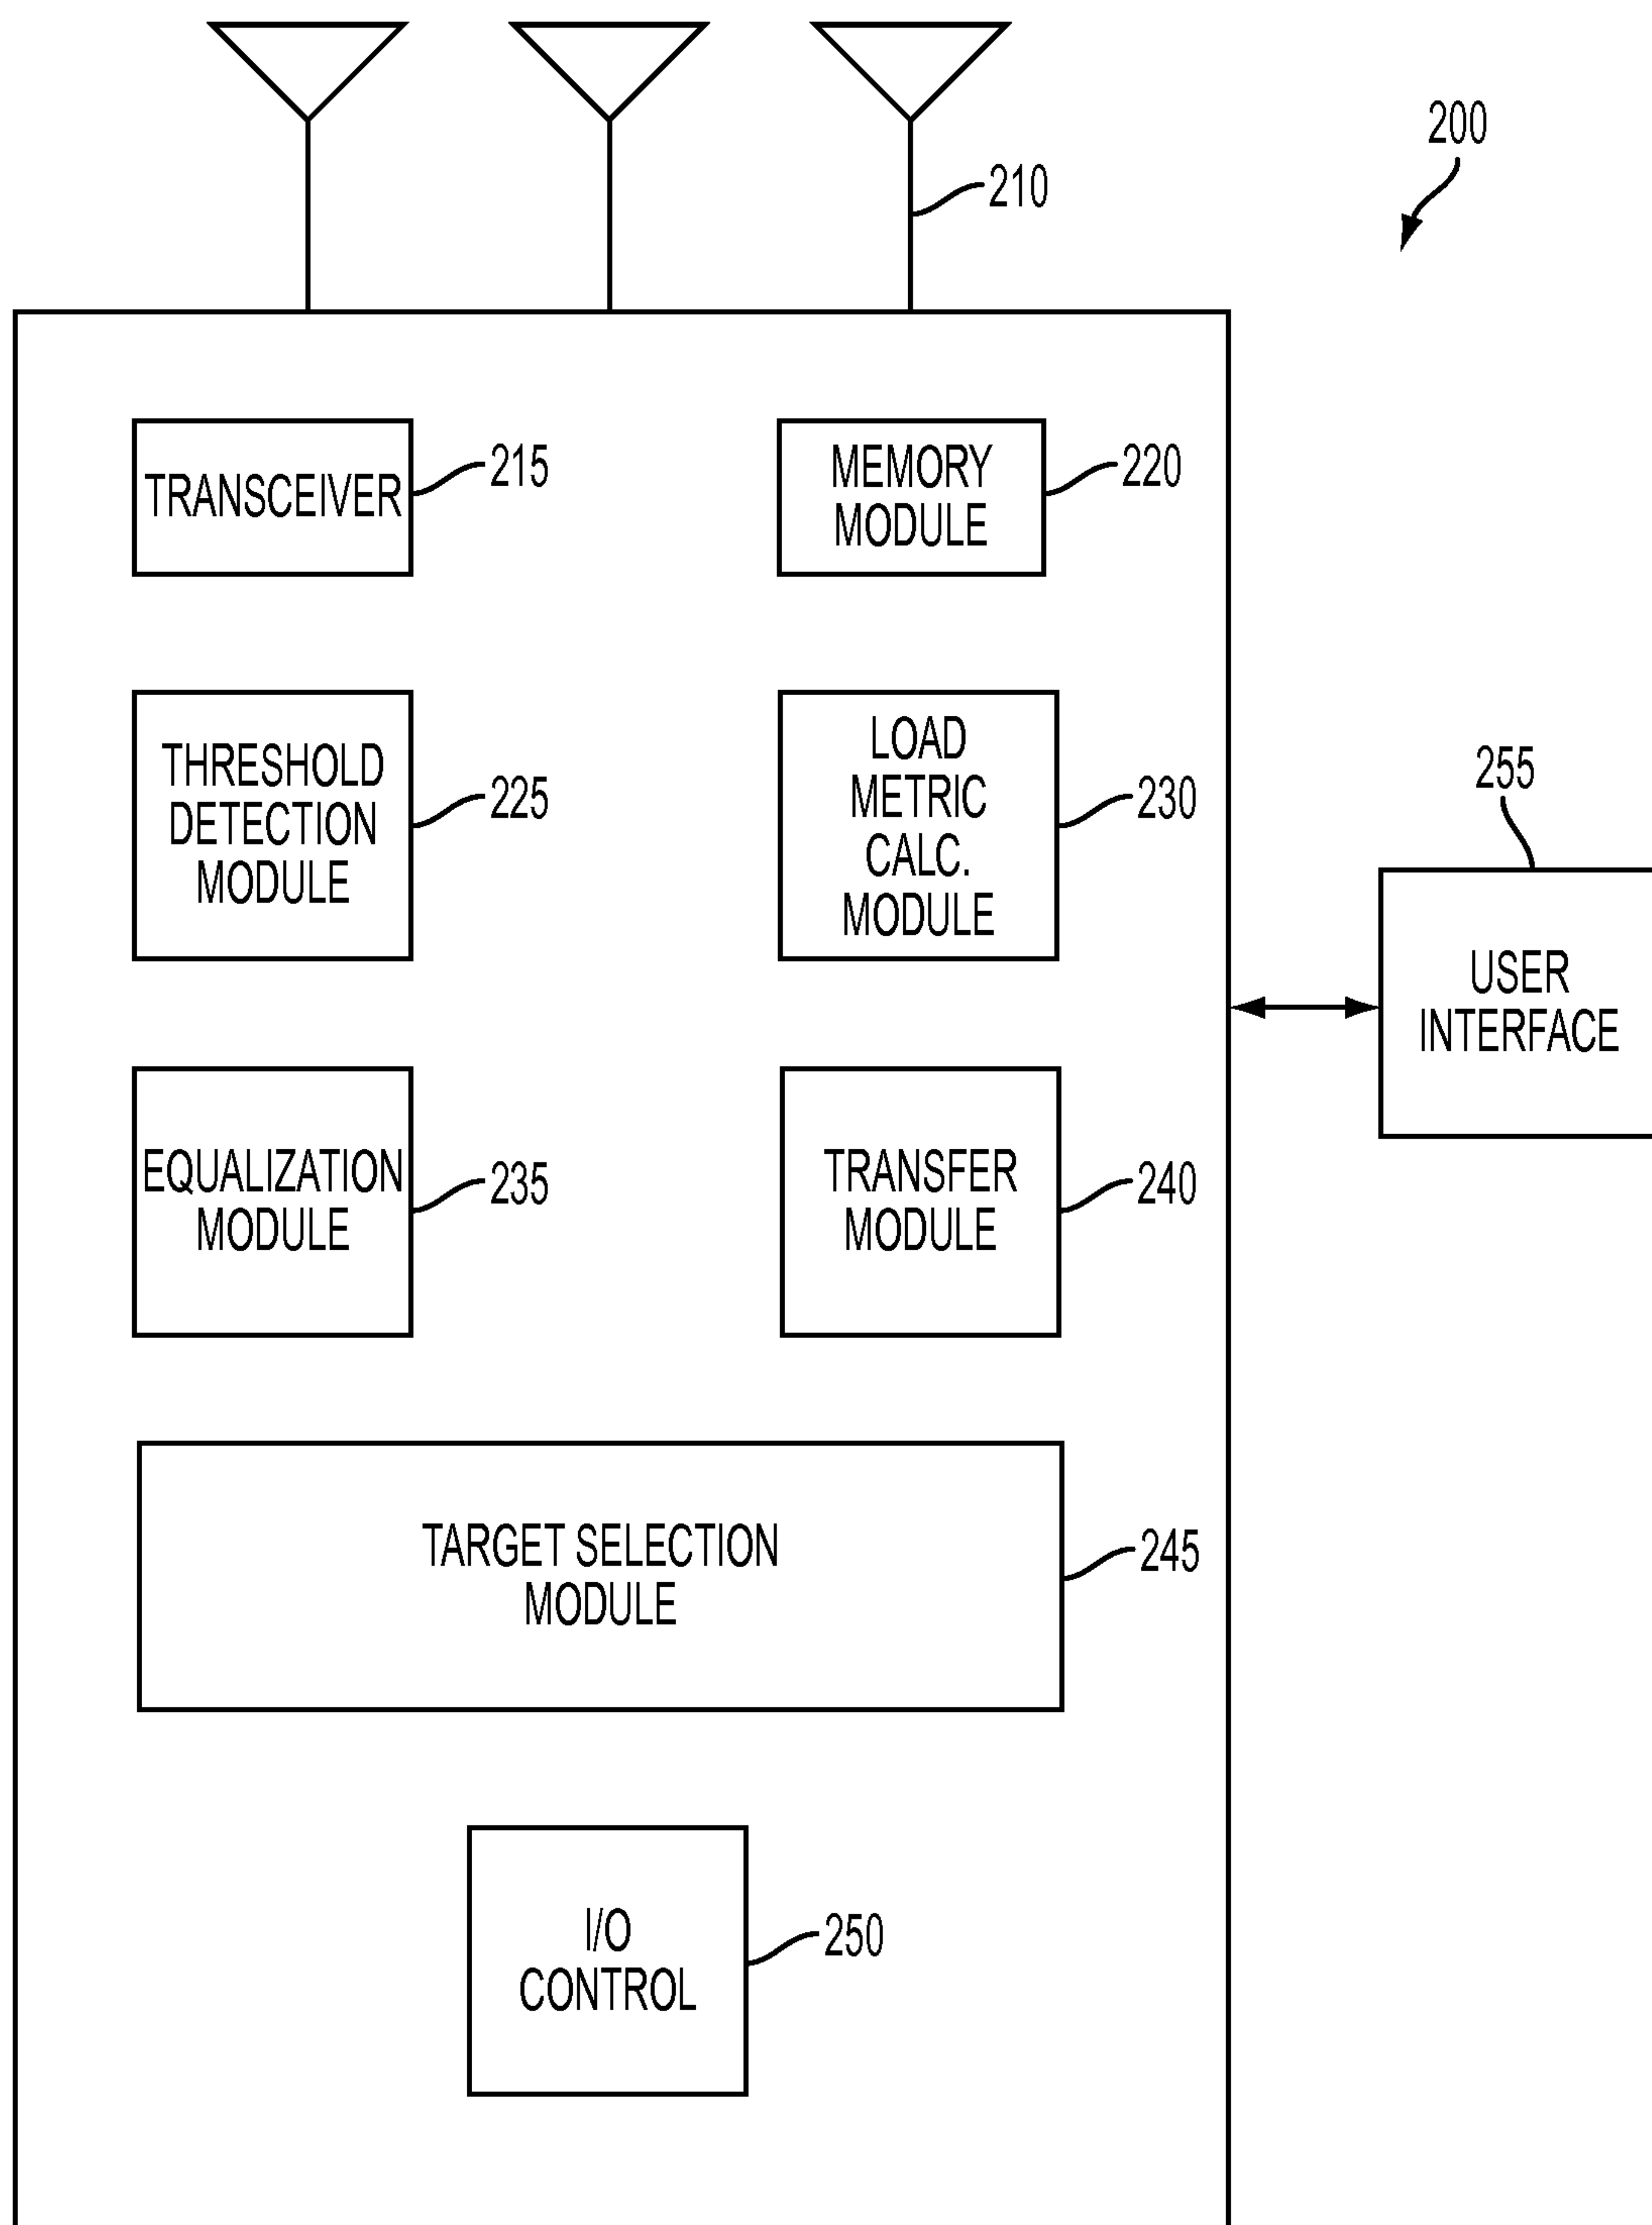 200
210
TRANSCEIVER
215
MEMORY
MODULE
220
THRESHOLD
DETECTION
MODULE
225
LOAD
METRIC
CALC.
MODULE
230
255
USER
INTERFACE
EQUALIZATION
MODULE
235
TRANSFER
MODULE
240
TARGET SELECTION
MODULE
245
I/O
CONTROL
250